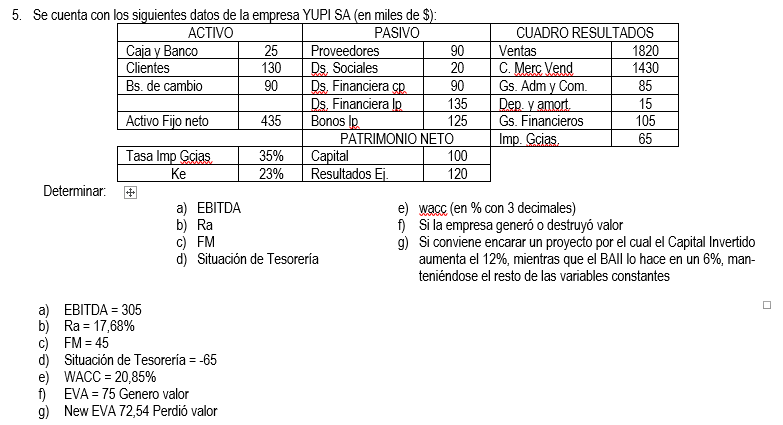 5. Se cuenta con los siguientes datos de la empresa YUPI SA (en miles de $):
ACTIVO PASIVO CUADRO RESULTADOS
Caja y Banco 25 Proveedores 90 Ventas 1820
Clientes 130 Ds. Sociales 20 C. Merc Vend 1430
Bs. de cambio 90 Ds. Financiera cp 90 Gs. Adm y Com. 85
Ds. Financiera lp 135 Dep. y amort. 15
Activo Fijo neto 435 Bonos lp 125 Gs. Financieros 105
PATRIMONIO NETO Imp. Gcias. 65
Tasa Imp Gcias 35% Capital 100
Ke 23% Resultados Ej. 120
Determinar:
a) EBITDA
b) Ra
c) FM
d) Situación de Tesorería
e) wacc (en % con 3 decimales)
f) Si la empresa generó o destruyó valor
g) Si conviene encarar un proyecto por el cual el Capital Invertido
aumenta el 12%, mientras que el BAII lo hace en un 6%, man-
teniéndose el resto de las variables constantes
a) EBITDA = 305
b) Ra = 17,68%
c) FM = 45
d) Situación de Tesorería = -65
e) WACC = 20,85%
f) EVA = 75 Genero valor
g) New EVA 72,54 Perdió valor